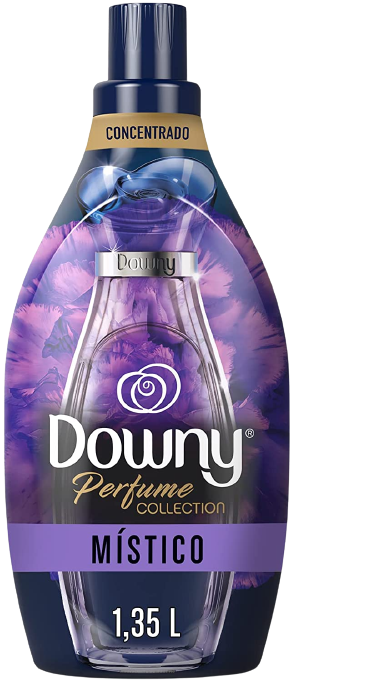 CONCENTRADO
Downy
Downy®
Perfume
COLLECTION
MÍSTICO
1,35 L